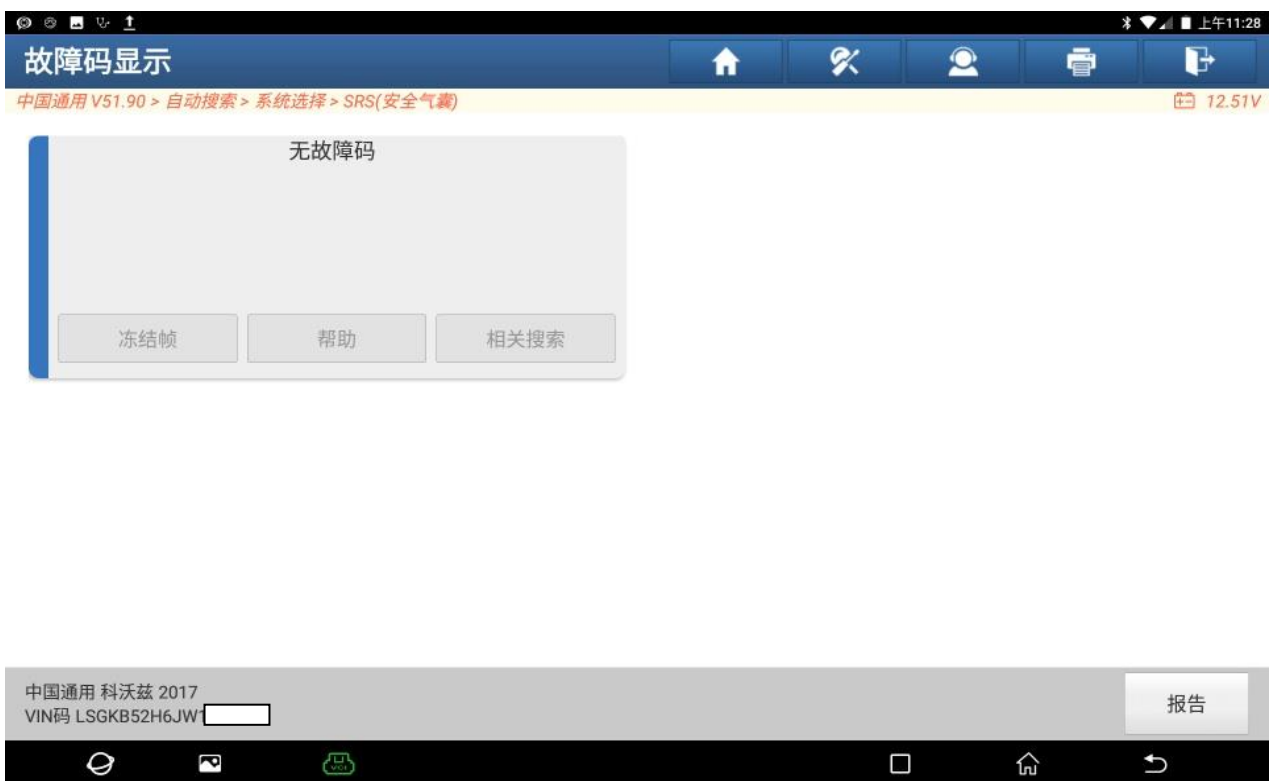 上午11:28
故障码显示
中国通用 V51.90 > 自动搜索 > 系统选择 > SRS(安全气囊)
12.51V
无故障码
冻结帧
帮助
相关搜索
中国通用 科沃兹 2017
VIN码 LSGKB52H6JW1
报告
VCI